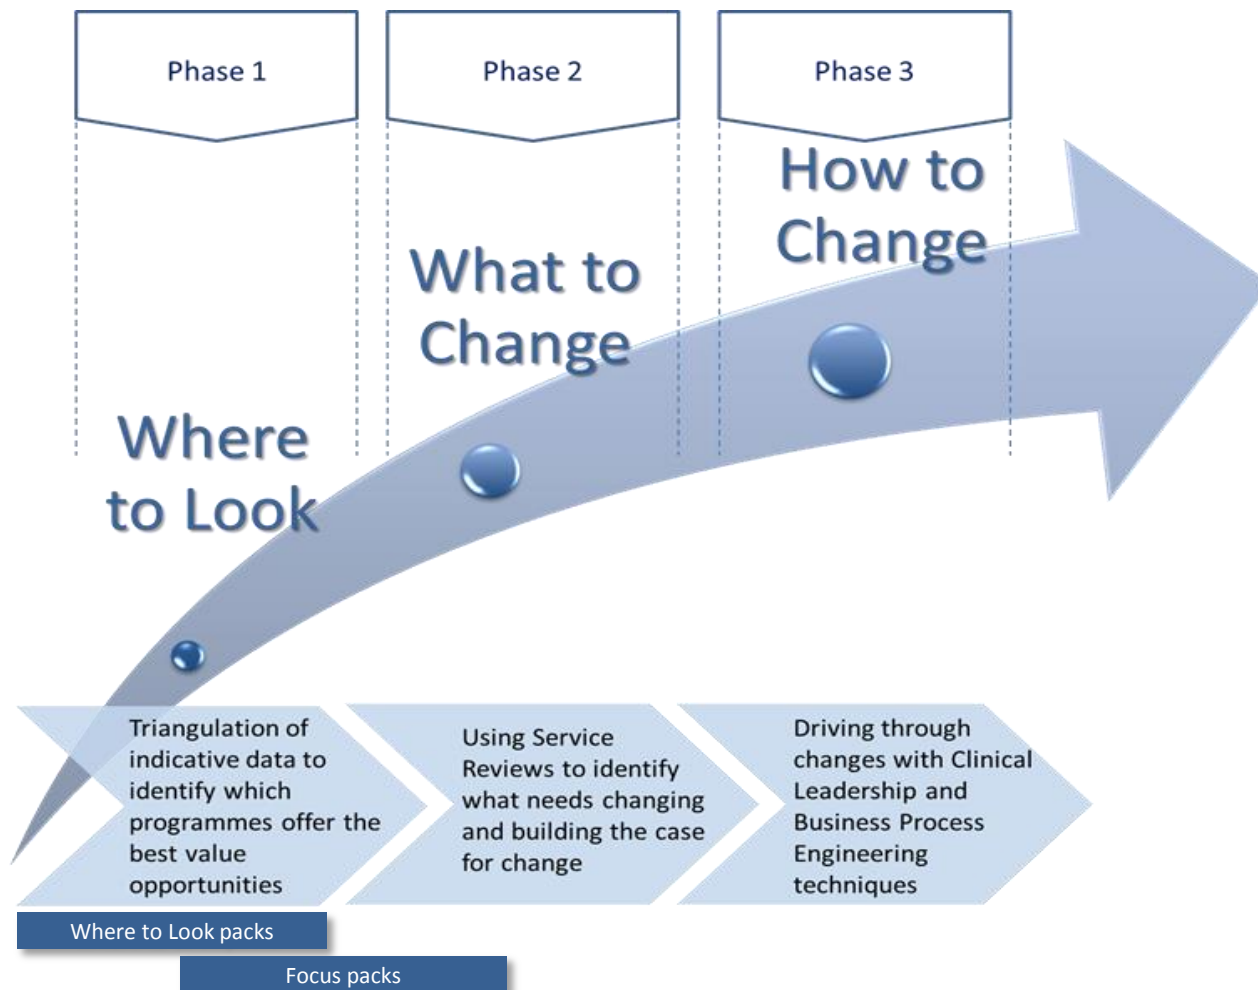 Phase 1
Phase 2
Phase 3
How to
Change
What to
Change
Where
to Look
Triangulation of
indicative data to
identify which
programmes offer the
best value
opportunities
Using Service
Reviews to identify
what needs changing
and building the case
for change
Driving through
changes with Clinical
Leadership and
Business Process
Engineering
techniques
Where to Look packs
Focus packs